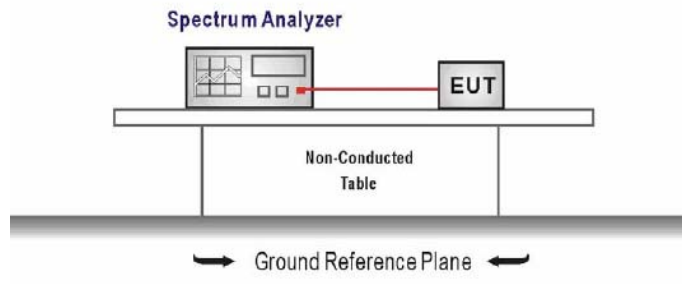 Spectrum Analyzer
EUT
Non-Conducted
Table
Ground Reference Plane